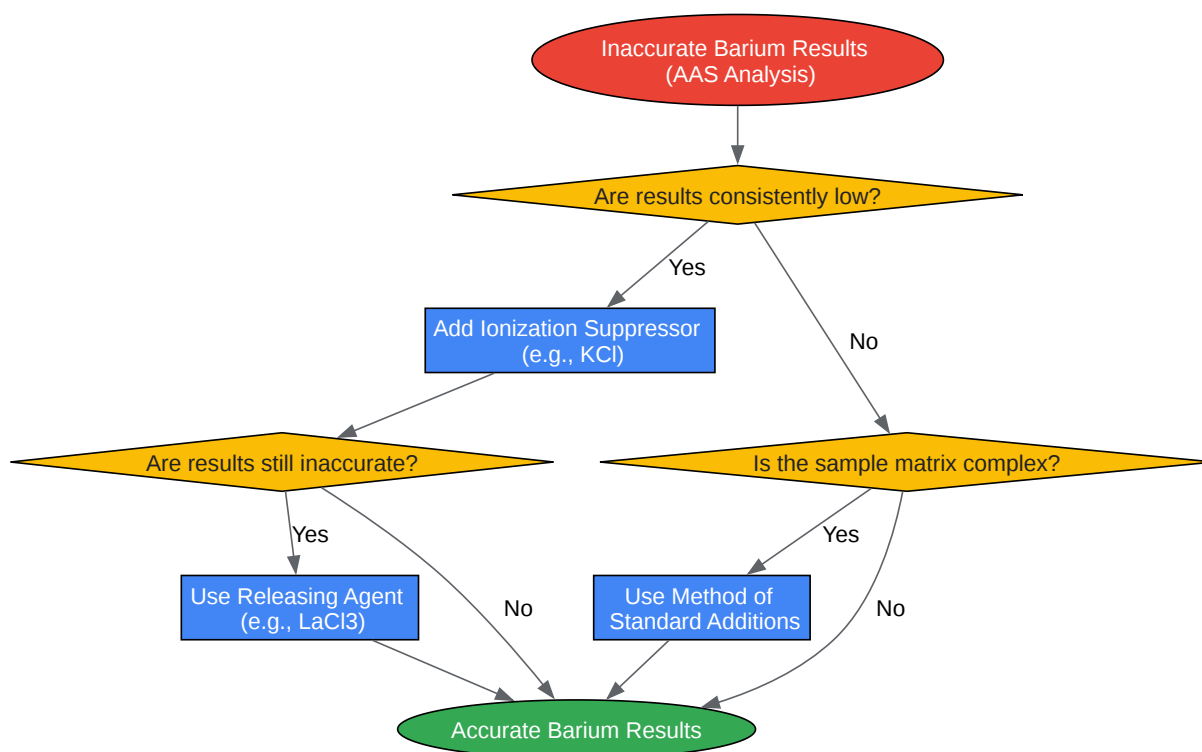 Inaccurate Barium Results
(AAS Analysis)
Are results consistently low?
Yes
Add Ionization Suppressor
(e.g., KCl)
No
Are results still inaccurate?
Is the sample matrix complex?
Yes
Yes
Use Releasing Agent
(e.g., LaCl3)
No
Use Method of
Standard Additions
No
Accurate Barium Results